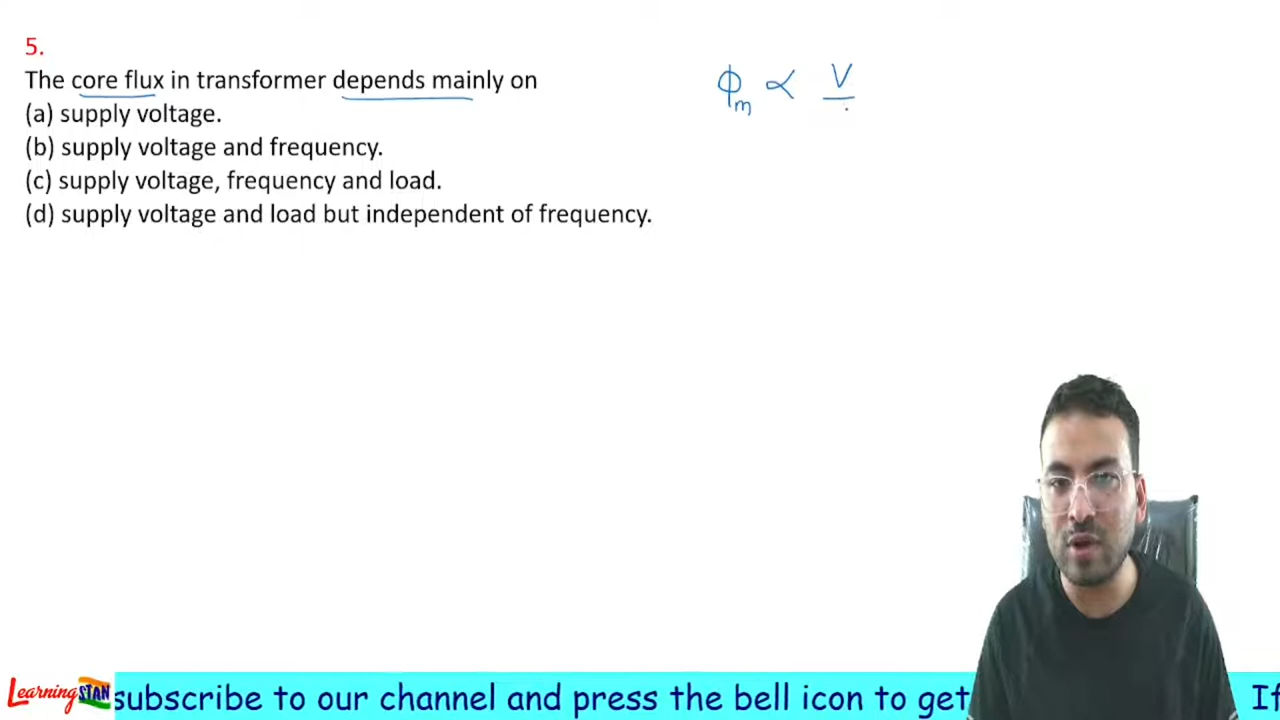 5.
The core flux in transformer depends mainly on
(a) supply voltage.
(b) supply voltage and frequency.
(c) supply voltage, frequency and load.
(d) supply voltage and load but independent of frequency.
ϕm ∝ V
Learning STAN
subscribe to our channel and press the bell icon to get
If